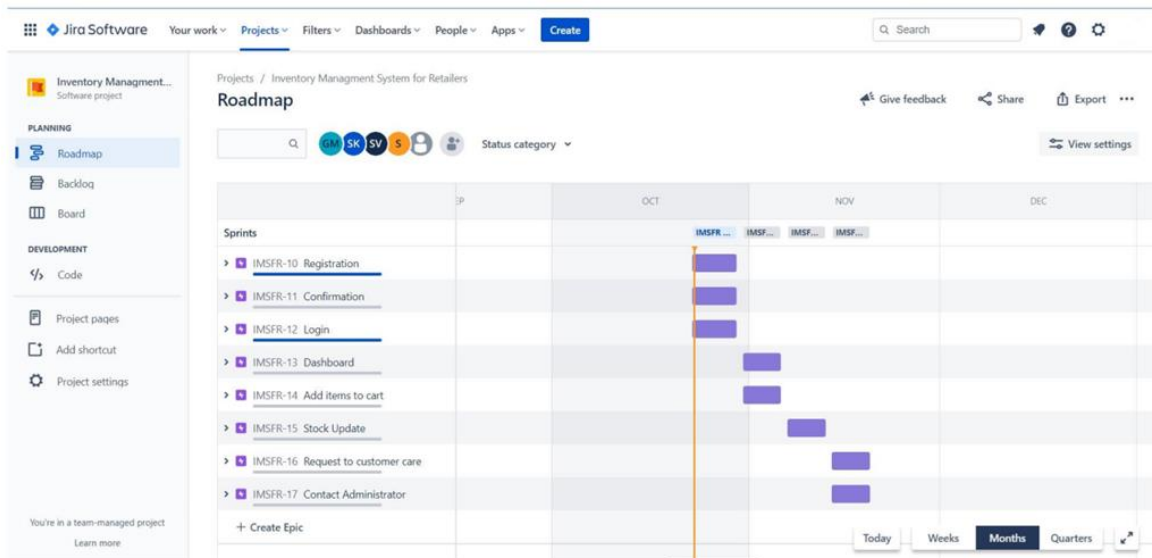 Jira Software Your work Projects Filters Dashboards People Apps Create Search
Inventory Managment...
Software project
PLANNING
Roadmap
Backlog
Board
DEVELOPMENT
Code
Project pages
Add shortcut
Project settings
You're in a team-managed project
Learn more
Projects / Inventory Managment System for Retailers
Roadmap
Give feedback Share Export
GM SK SV S Status category View settings
EP OCT NOV DEC
Sprints IMSFR ... IMSF... IMSF... IMSF...
IMSFR-10 Registration
IMSFR-11 Confirmation
IMSFR-12 Login
IMSFR-13 Dashboard
IMSFR-14 Add items to cart
IMSFR-15 Stock Update
IMSFR-16 Request to customer care
IMSFR-17 Contact Administrator
+ Create Epic
Today Weeks Months Quarters